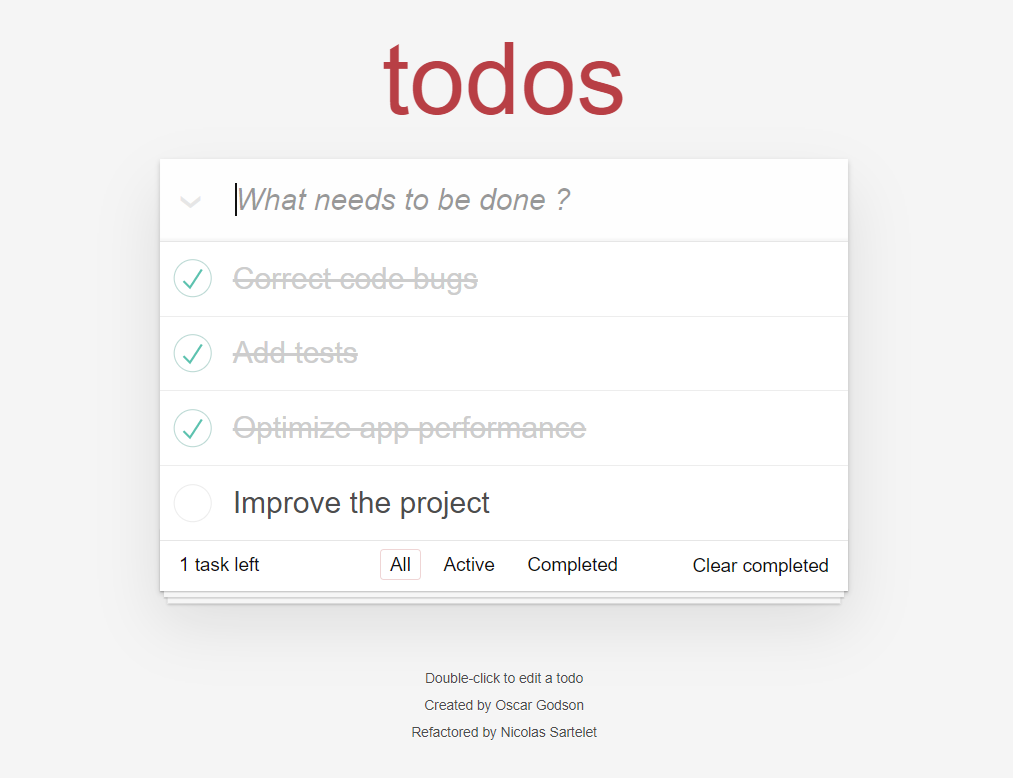 todos
What needs to be done ?
Correct code bugs
Add tests
Optimize app performance
Improve the project
1 task left All Active Completed Clear completed
Double-click to edit a todo
Created by Oscar Godson
Refactored by Nicolas Sartelet